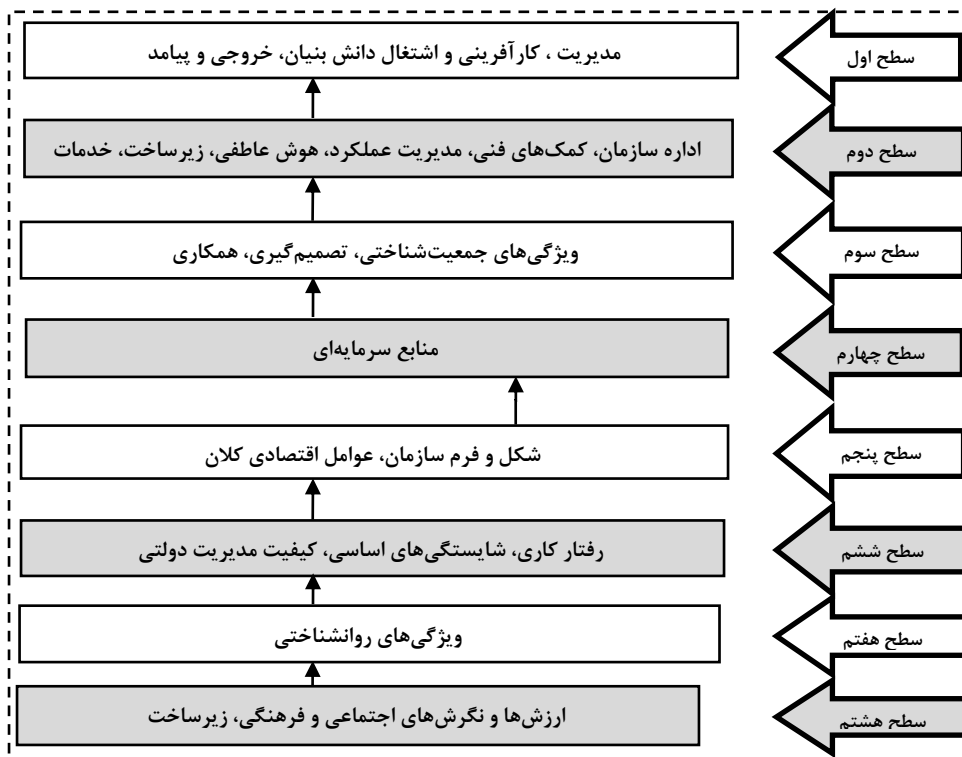 سطح اول
مدیریت ، کارآفرینی و اشتغال دانش بنیان، خروجی و پیامد
سطح دوم
اداره سازمان، کمک‌های فنی، مدیریت عملکرد، هوش عاطفی، زیرساخت، خدمات
سطح سوم
ویژگی‌های جمعیت‌شناختی، تصمیم‌گیری، همکاری
سطح چهارم
منابع سرمایه‌ای
سطح پنجم
شکل و فرم سازمان، عوامل اقتصادی کلان
سطح ششم
رفتار کاری، شایستگی‌های اساسی، کیفیت مدیریت دولتی
سطح هفتم
ویژگی‌های روانشناختی
سطح هشتم
ارزش‌ها و نگرش‌های اجتماعی و فرهنگی، زیرساخت